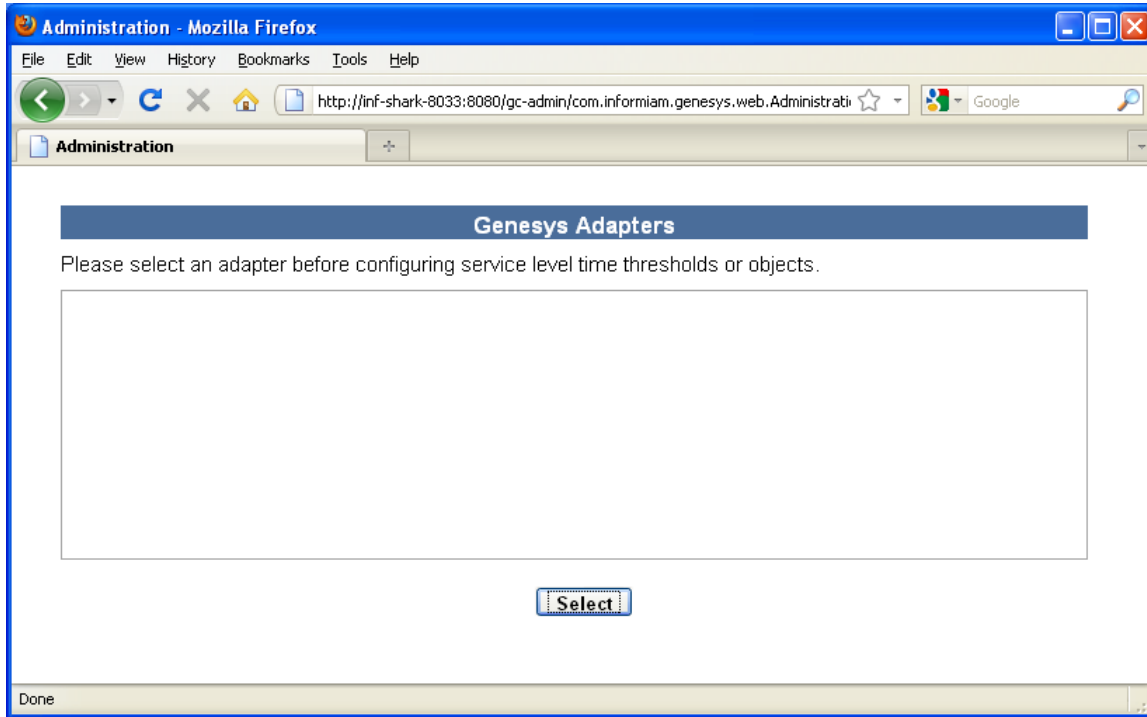 Administration - Mozilla Firefox
File Edit View History Bookmarks Tools Help
http://inf-shark-8033:8080/gc-admin/com.informiam.genesys.web.Administrati Google
Administration
Genesys Adapters
Please select an adapter before configuring service level time thresholds or objects.
Select
Done